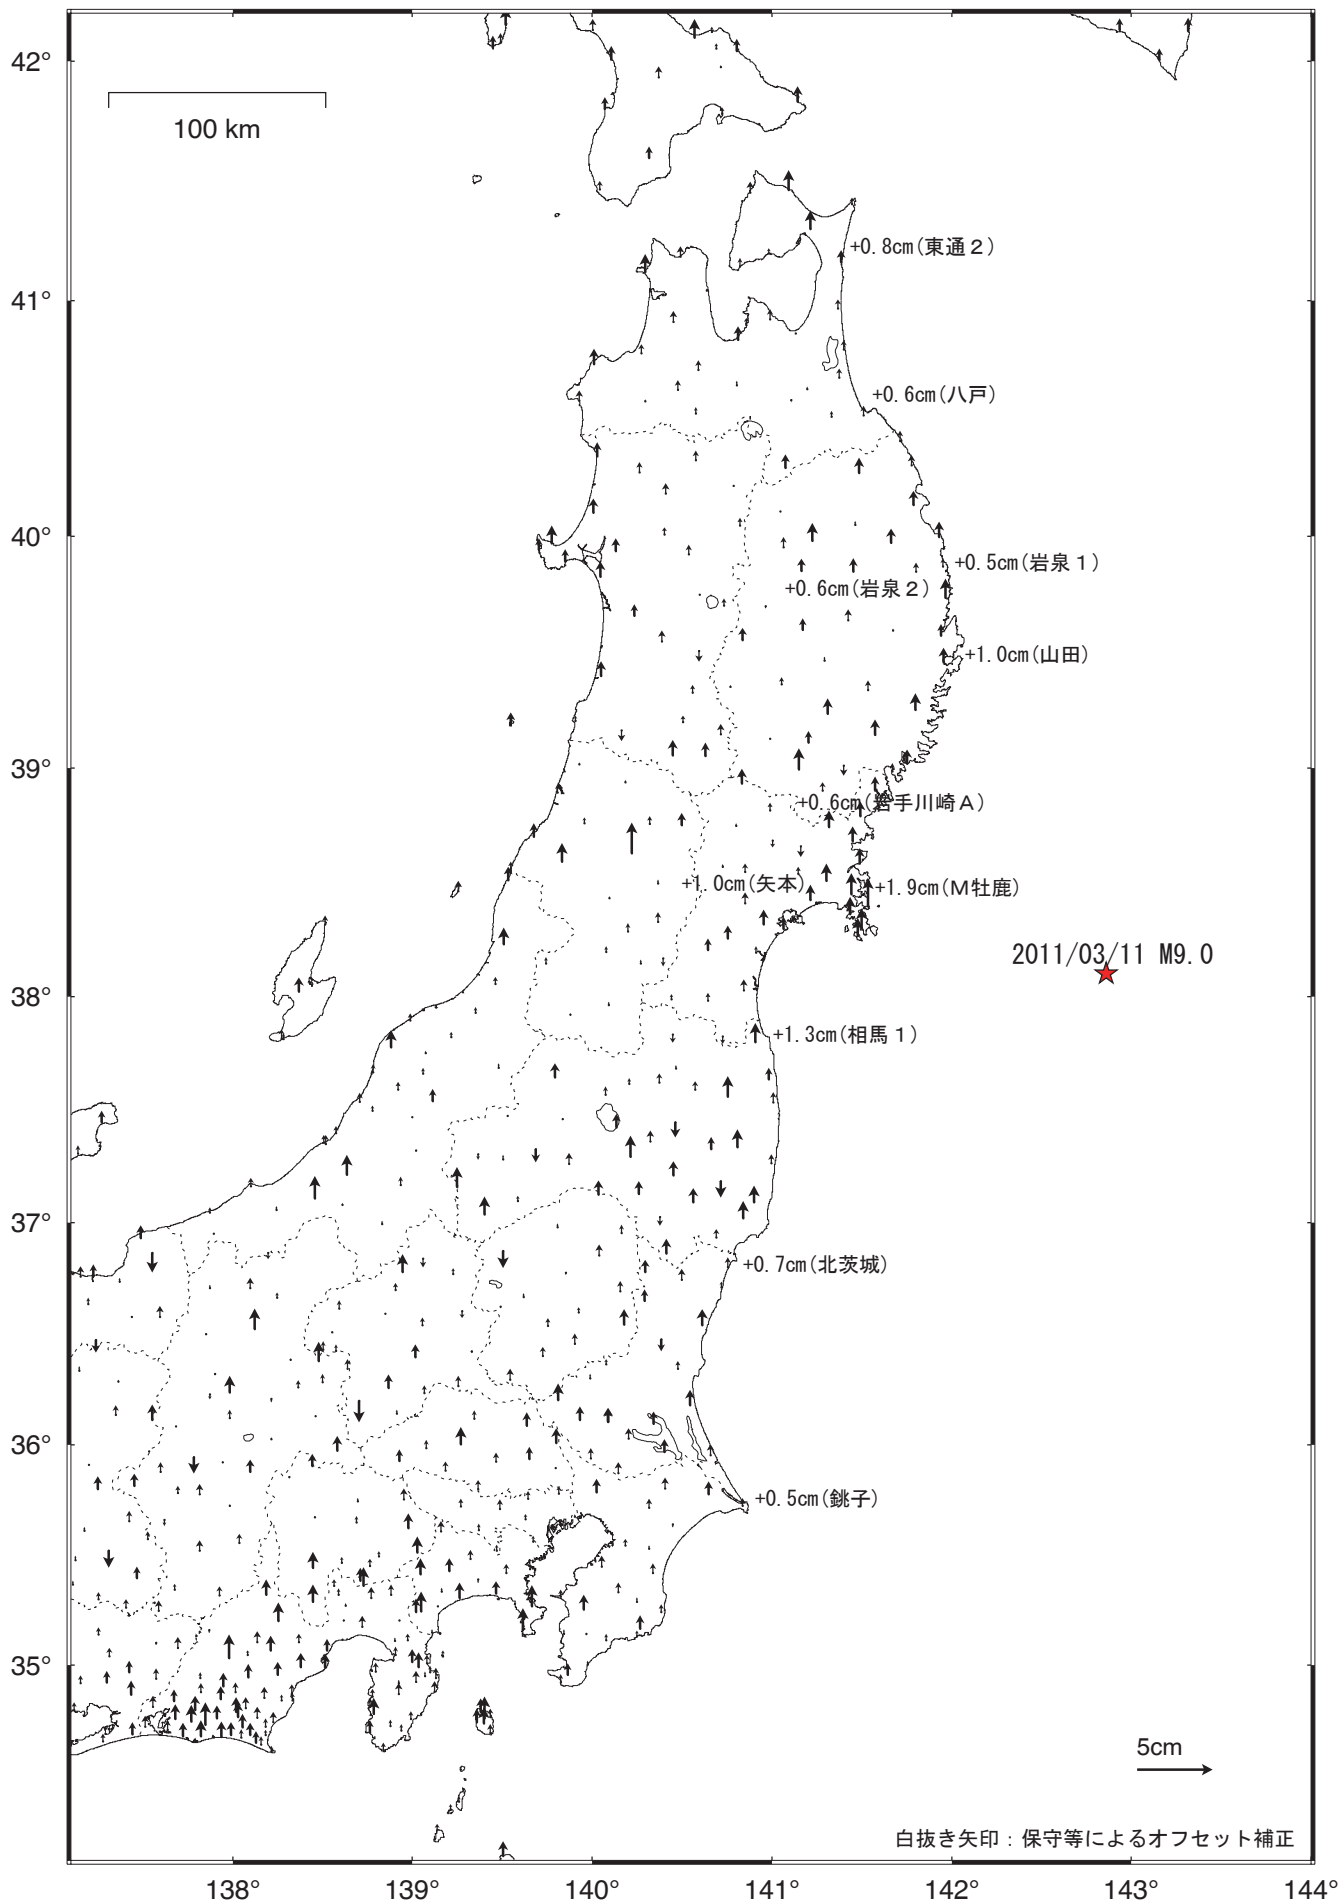 42°
100 km
+0.8cm(東通２)
41°
+0.6cm(八戸)
40°
+0.5cm(岩泉１)
+0.6cm(岩泉２)
+1.0cm(山田)
39°
+0.6cm(岩手川崎Ａ)
+1.0cm(矢本)
+1.9cm(Ｍ牡鹿)
2011/03/11 M9.0
38°
+1.3cm(相馬１)
37°
+0.7cm(北茨城)
36°
+0.5cm(銚子)
35°
5cm
白抜き矢印：保守等によるオフセット補正
138°
139°
140°
141°
142°
143°
144°